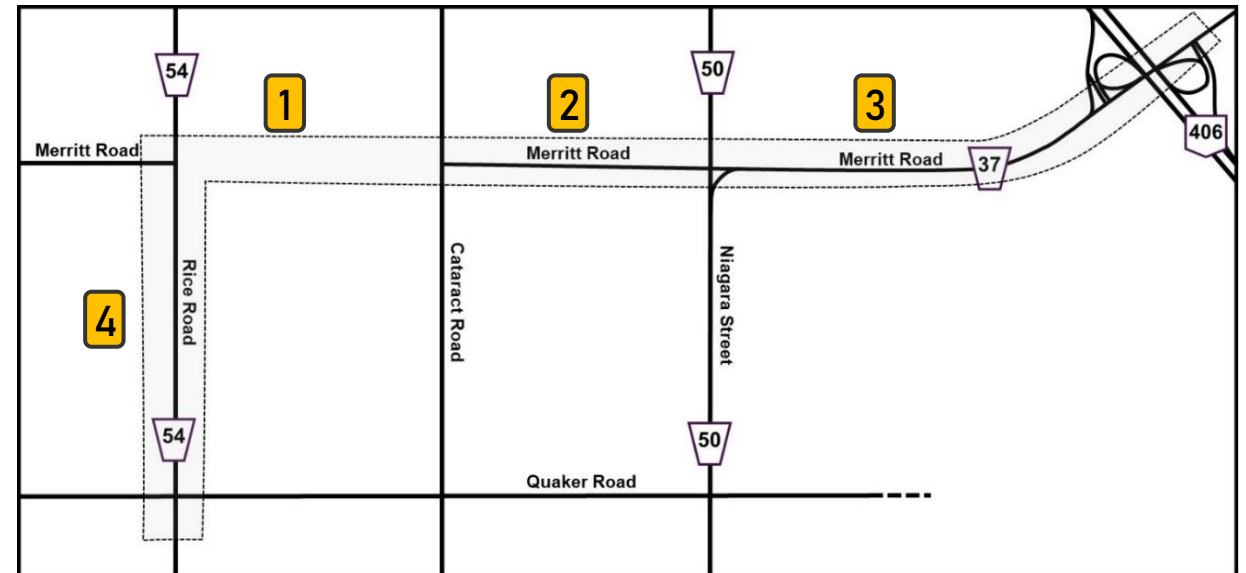 54
50
1
2
3
406
Merritt Road
Merritt Road
Merritt Road
37
Rice Road
Cataract Road
Niagara Street
4
54
50
Quaker Road